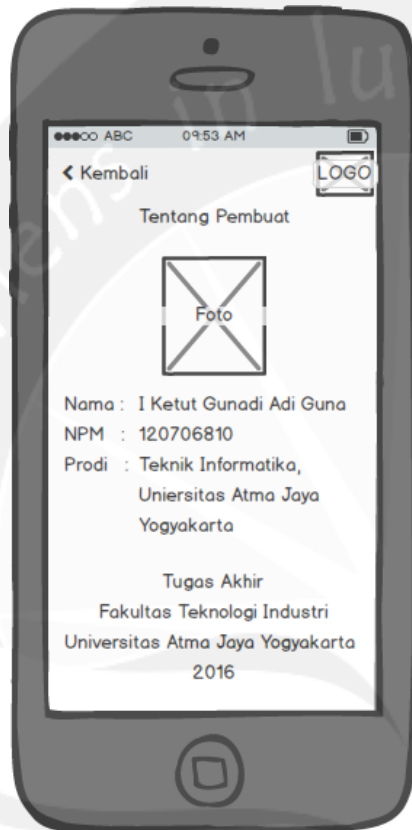 ABC 09:53 AM
Kembali LOGO
Tentang Pembuat
Foto
Nama : I Ketut Gunadi Adi Guna
NPM : 120706810
Prodi : Teknik Informatika,
Uniersitas Atma Jaya
Yogyakarta
Tugas Akhir
Fakultas Teknologi Industri
Universitas Atma Jaya Yogyakarta
2016